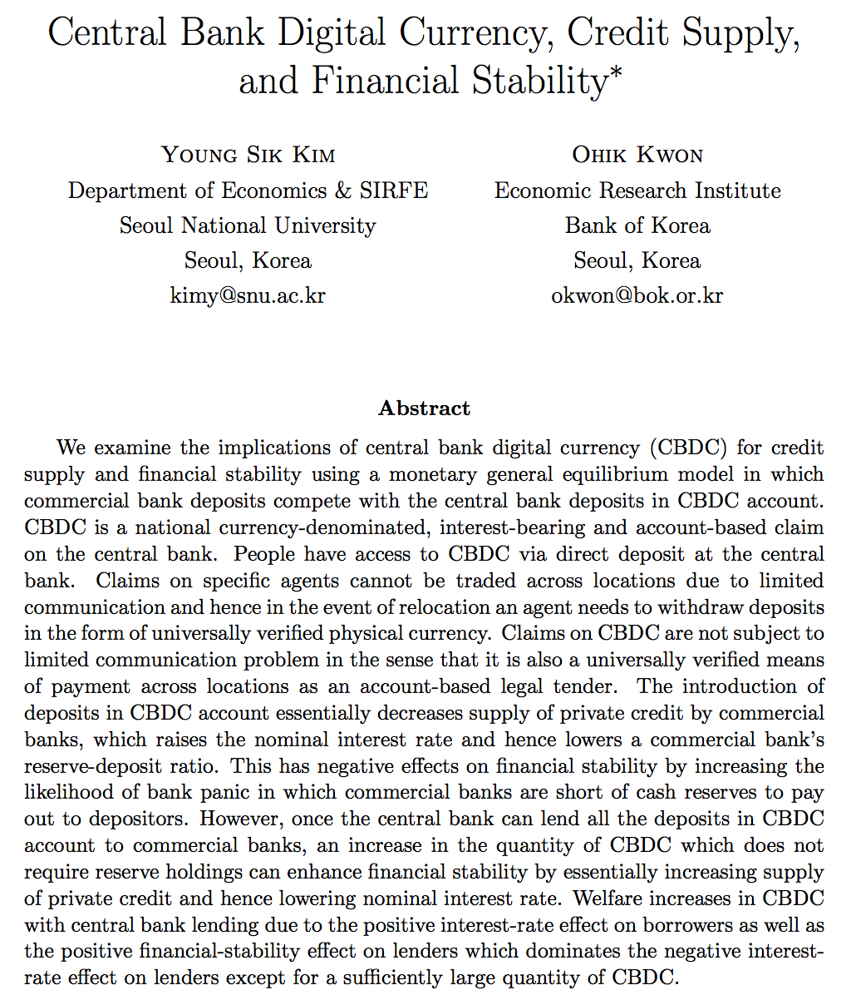 Central Bank Digital Currency, Credit Supply,
and Financial Stability*
Young Sik Kim
Department of Economics & SIRFE
Seoul National University
Seoul, Korea
kimy@snu.ac.kr
Ohik Kwon
Economic Research Institute
Bank of Korea
Seoul, Korea
okwon@bok.or.kr
Abstract
We examine the implications of central bank digital currency (CBDC) for credit
supply and financial stability using a monetary general equilibrium model in which
commercial bank deposits compete with the central bank deposits in CBDC account.
CBDC is a national currency-denominated, interest-bearing and account-based claim
on the central bank. People have access to CBDC via direct deposit at the central
bank. Claims on specific agents cannot be traded across locations due to limited
communication and hence in the event of relocation an agent needs to withdraw deposits
in the form of universally verified physical currency. Claims on CBDC are not subject to
limited communication problem in the sense that it is also a universally verified means
of payment across locations as an account-based legal tender. The introduction of
deposits in CBDC account essentially decreases supply of private credit by commercial
banks, which raises the nominal interest rate and hence lowers a commercial bank's
reserve-deposit ratio. This has negative effects on financial stability by increasing the
likelihood of bank panic in which commercial banks are short of cash reserves to pay
out to depositors. However, once the central bank can lend all the deposits in CBDC
account to commercial banks, an increase in the quantity of CBDC which does not
require reserve holdings can enhance financial stability by essentially increasing supply
of private credit and hence lowering nominal interest rate. Welfare increases in CBDC
with central bank lending due to the positive interest-rate effect on borrowers as well as
the positive financial-stability effect on lenders which dominates the negative interest-
rate effect on lenders except for a sufficiently large quantity of CBDC.